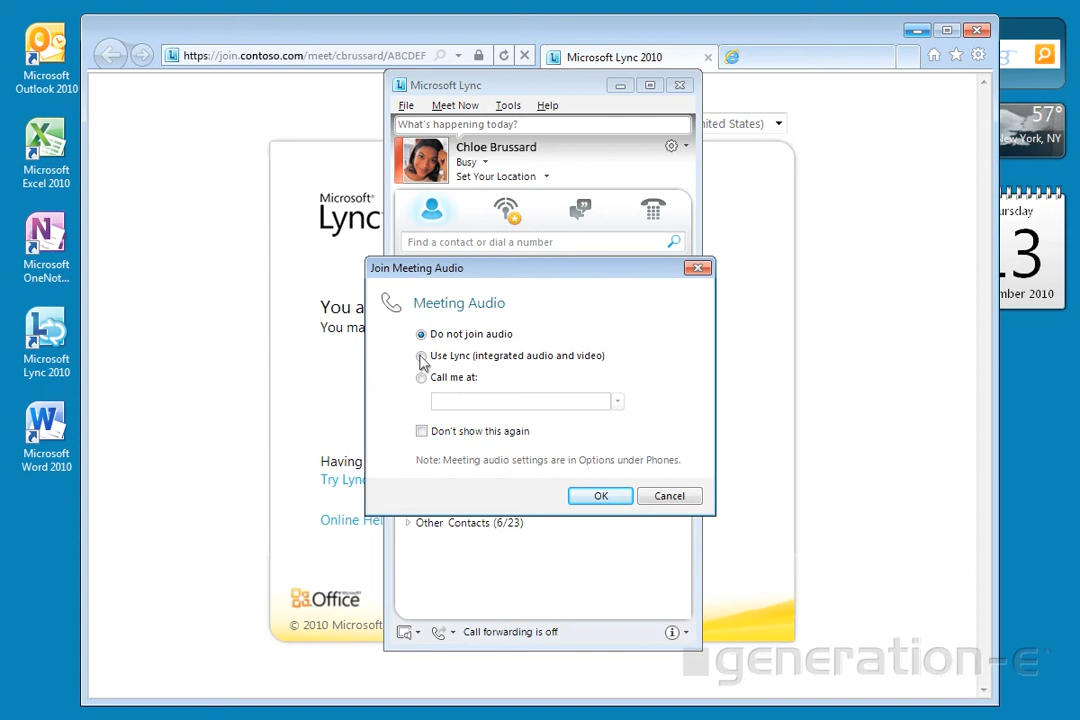 Microsoft
Outlook 2010
Microsoft
Excel 2010
Microsoft
OneNot...
Microsoft
Lync 2010
Microsoft
Word 2010
https://join.contoso.com/meet/cbrussard/ABCDEF
Microsoft Lync 2010
57°
New York, NY
ursday
13
mber 2010
nited States)
Microsoft®
Lync
You a
You ma
Having
Try Lync
Online Hel
Office
© 2010 Microsoft
Microsoft Lync
File Meet Now Tools Help
What's happening today?
Chloe Brussard
Busy
Set Your Location
Find a contact or dial a number
Join Meeting Audio
Meeting Audio
Do not join audio
Use Lync (integrated audio and video)
Call me at:
Don't show this again
Note: Meeting audio settings are in Options under Phones.
OK Cancel
Other Contacts (6/23)
Call forwarding is off
generation-e